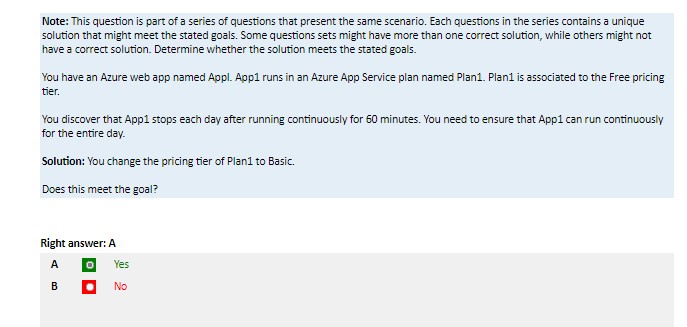 Note: This question is part of a series of questions that present the same scenario. Each questions in the series contains a unique
solution that might meet the stated goals. Some questions sets might have more than one correct solution, while others might not
have a correct solution. Determine whether the solution meets the stated goals.
You have an Azure web app named Appl. App1 runs in an Azure App Service plan named Plan1. Plan1 is associated to the Free pricing
tier.
You discover that App1 stops each day after running continuously for 60 minutes. You need to ensure that App1 can run continuously
for the entire day.
Solution: You change the pricing tier of Plan1 to Basic.
Does this meet the goal?
Right answer: A
A Yes
B No